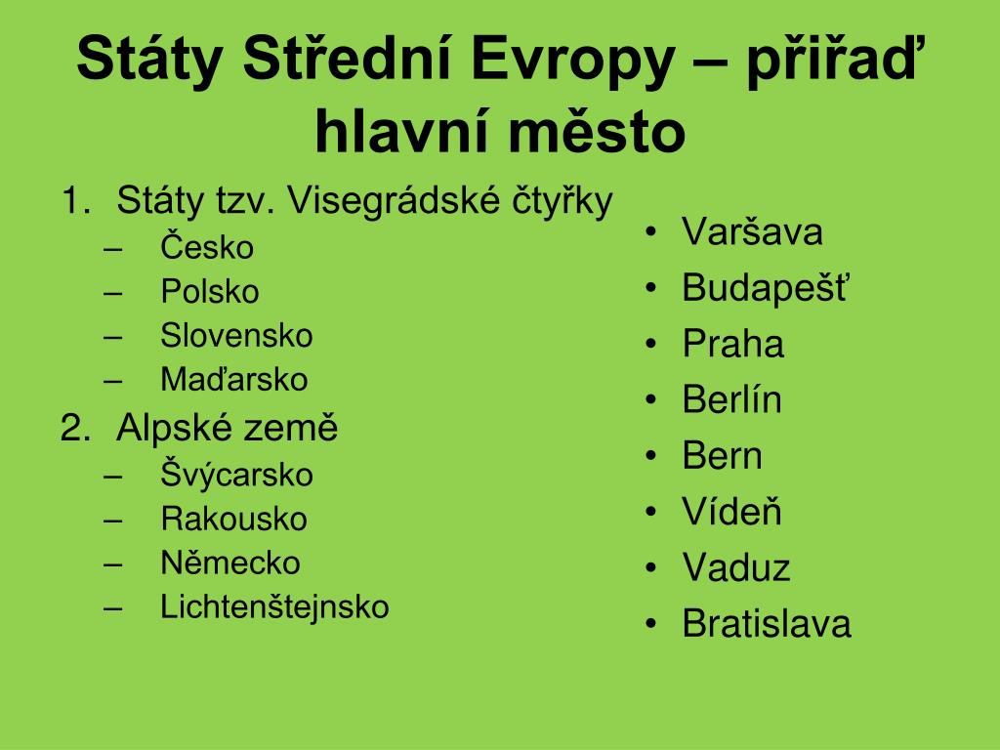 Státy Střední Evropy – přiřaď
hlavní město
1. Státy tzv. Visegrádské čtyřky
– Česko
– Polsko
– Slovensko
– Maďarsko
2. Alpské země
– Švýcarsko
– Rakousko
– Německo
– Lichtenštejnsko
• Varšava
• Budapešť
• Praha
• Berlín
• Bern
• Vídeň
• Vaduz
• Bratislava